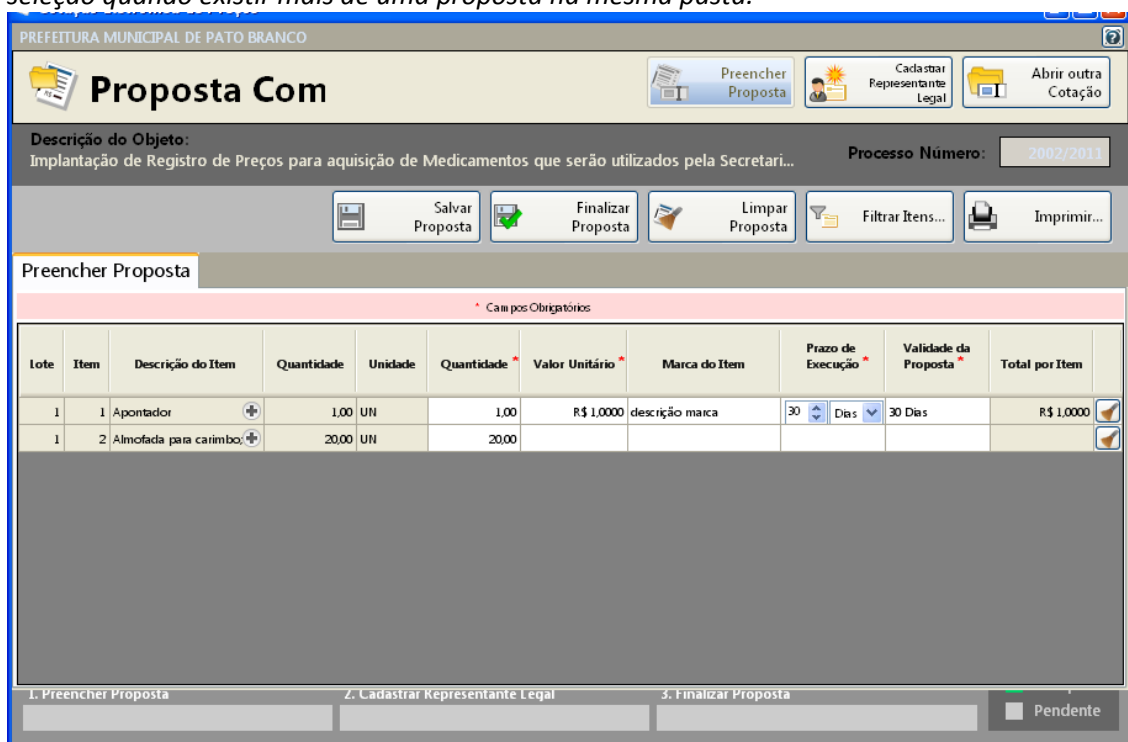 seleção quando existir mais de uma proposta na mesma pasta.
PREFEITURA MUNICIPAL DE PATO BRANCO
Proposta Com
Preencher
Proposta
Cadastrar
Representante
Legal
Abrir outra
Cotação
Descrição do Objeto:
Implantação de Registro de Preços para aquisição de Medicamentos que serão utilizados pela Secretari...
Processo Número: 2002/2011
Salvar
Proposta
Finalizar
Proposta
Limpar
Proposta
Filtrar Itens...
Imprimir...
Preencher Proposta
* Campos Obrigatórios
Lote Item Descrição do Item Quantidade Unidade Quantidade * Valor Unitário * Marca do Item Prazo de Execução * Validade da Proposta * Total por Item
1 1 Apontador 1,00 UN 1,00 R$ 1,0000 descrição marca 30 Dias 30 Dias R$ 1,0000
1 2 Almofada para carimbo; 20,00 UN 20,00
1. Preencher Proposta 2. Cadastrar Representante Legal 3. Finalizar Proposta
Pendente